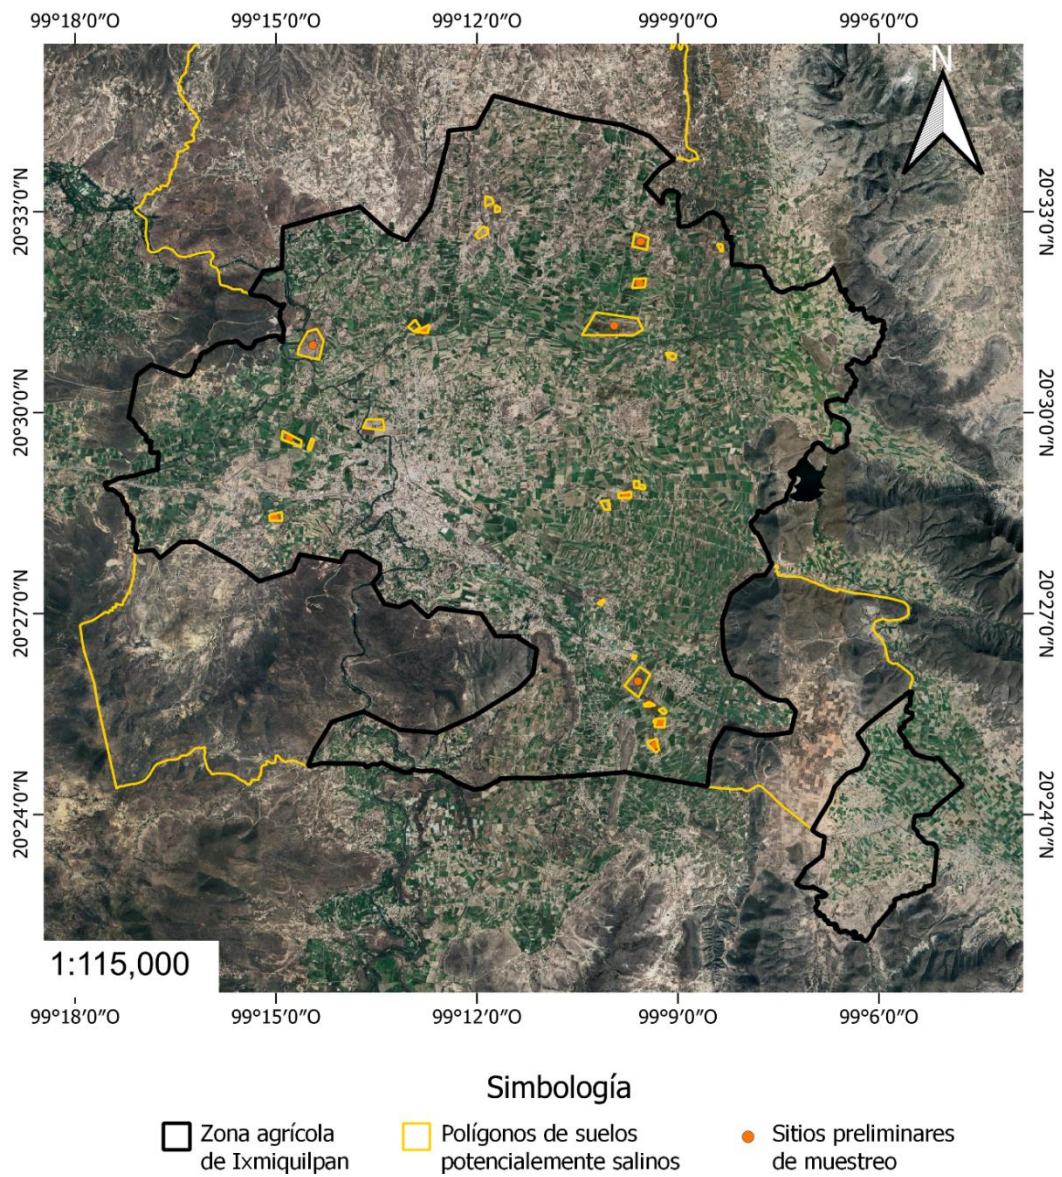 99°18′0″O 99°15′0″O 99°12′0″O 99°9′0″O 99°6′0″O
N
20°33′0″N 20°33′0″N
20°30′0″N 20°30′0″N
20°27′0″N 20°27′0″N
20°24′0″N 20°24′0″N
1:115,000
99°18′0″O 99°15′0″O 99°12′0″O 99°9′0″O 99°6′0″O
Simbología
Zona agrícola
de Ixmiquilpan
Polígonos de suelos
potencialemente salinos
Sitios preliminares
de muestreo